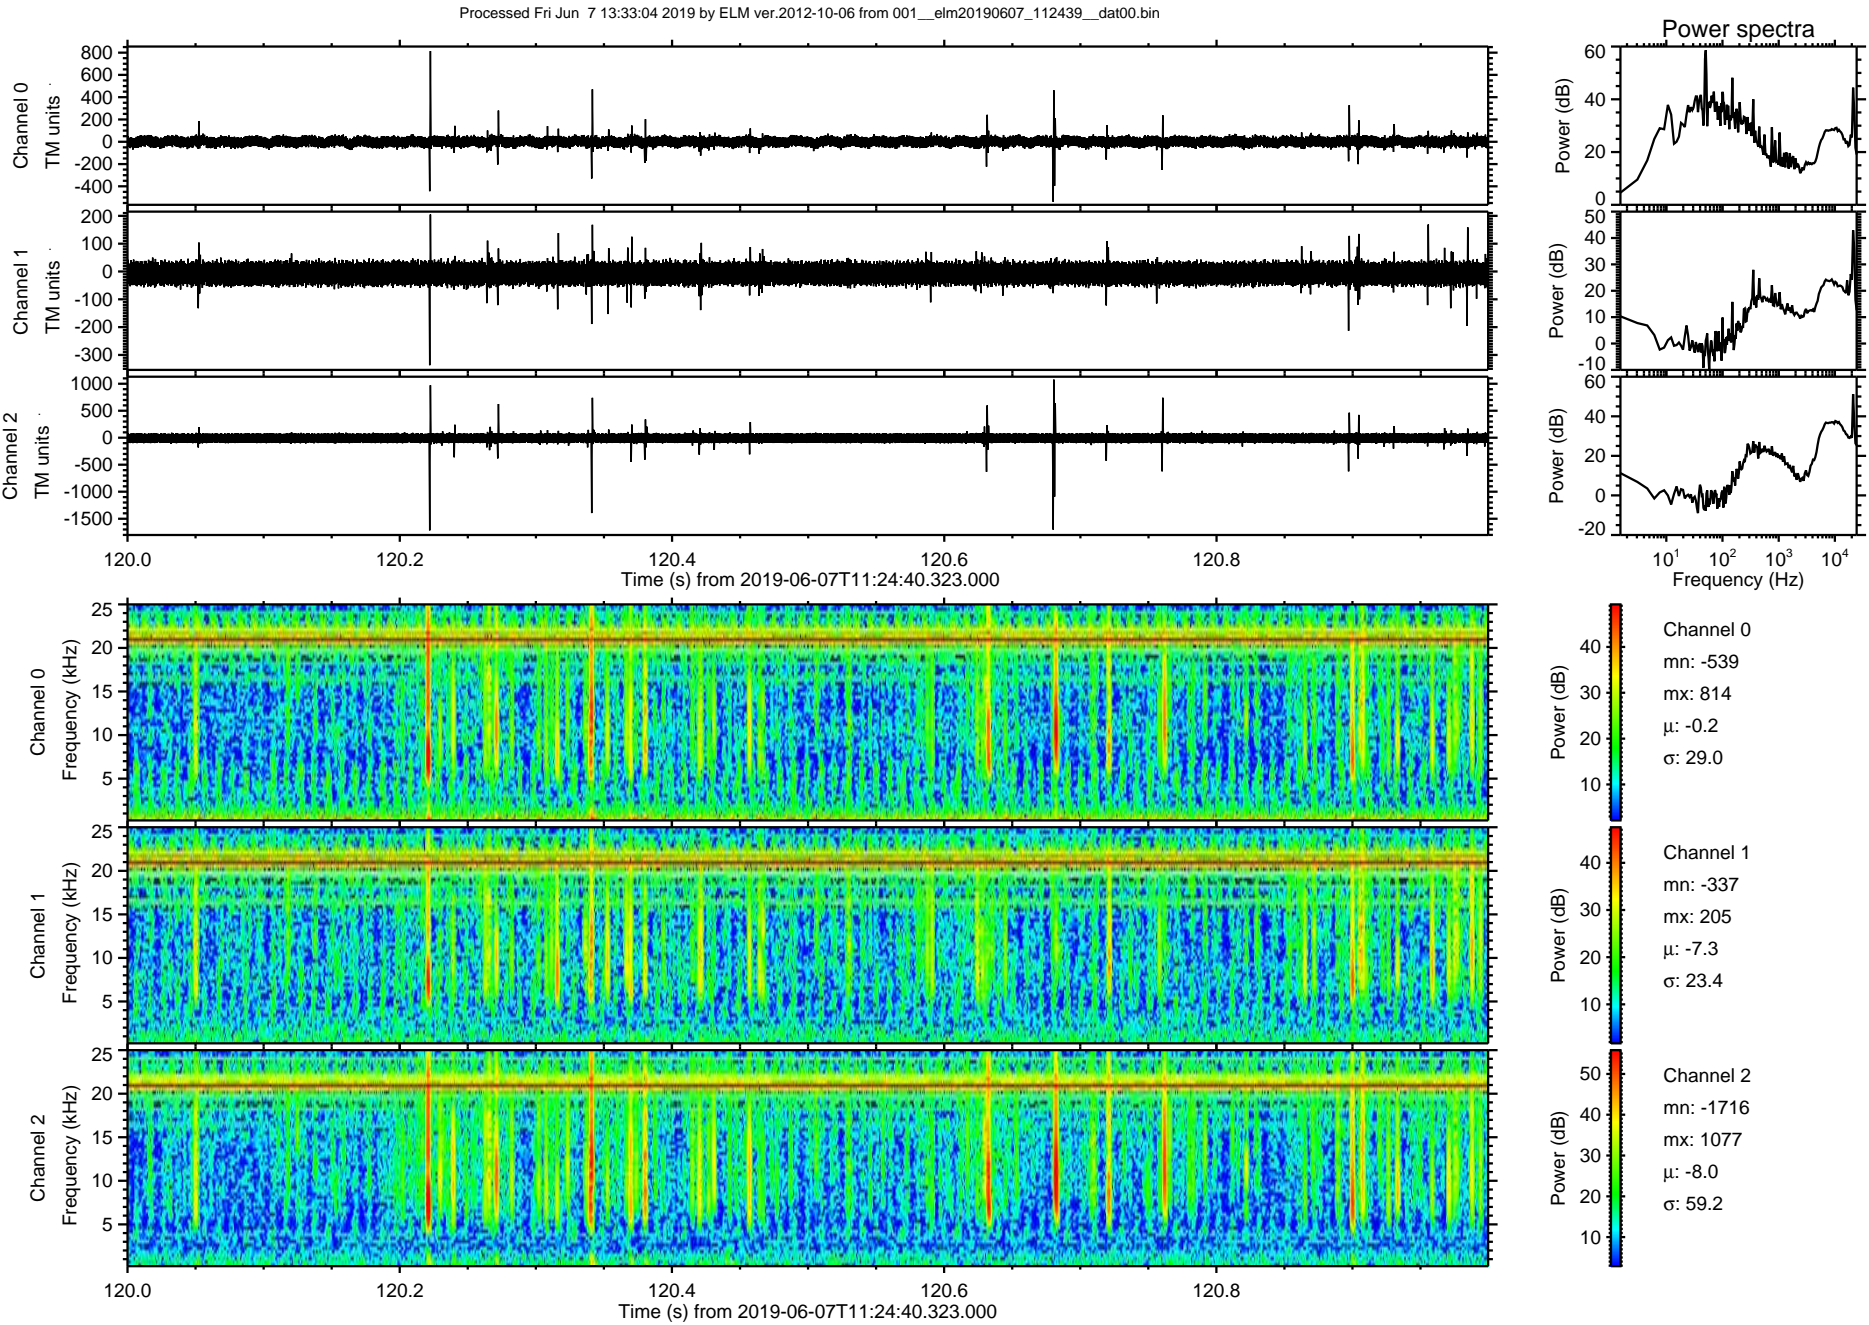 Processed Fri Jun 7 13:33:04 2019 by ELM ver.2012-10-06 from 001__elm20190607_112439__dat00.bin
Power spectra
Channel 0
TM units
800
600
400
200
0
-200
-400
Power (dB)
60
40
20
0
Channel 1
TM units
200
100
0
-100
-200
-300
Power (dB)
50
40
30
20
10
0
-10
Channel 2
TM units
1000
500
0
-500
-1000
-1500
Power (dB)
60
40
20
0
-20
120.0 120.2 120.4 120.6 120.8
Time (s) from 2019-06-07T11:24:40.323.000
10^1 10^2 10^3 10^4
Frequency (Hz)
Channel 0
Frequency (kHz)
25
20
15
10
5
Power (dB)
40
30
20
10
Channel 0
mn: -539
mx: 814
μ: -0.2
σ: 29.0
Channel 1
Frequency (kHz)
25
20
15
10
5
Power (dB)
40
30
20
10
Channel 1
mn: -337
mx: 205
μ: -7.3
σ: 23.4
Channel 2
Frequency (kHz)
25
20
15
10
5
Power (dB)
50
40
30
20
10
Channel 2
mn: -1716
mx: 1077
μ: -8.0
σ: 59.2
120.0 120.2 120.4 120.6 120.8
Time (s) from 2019-06-07T11:24:40.323.000